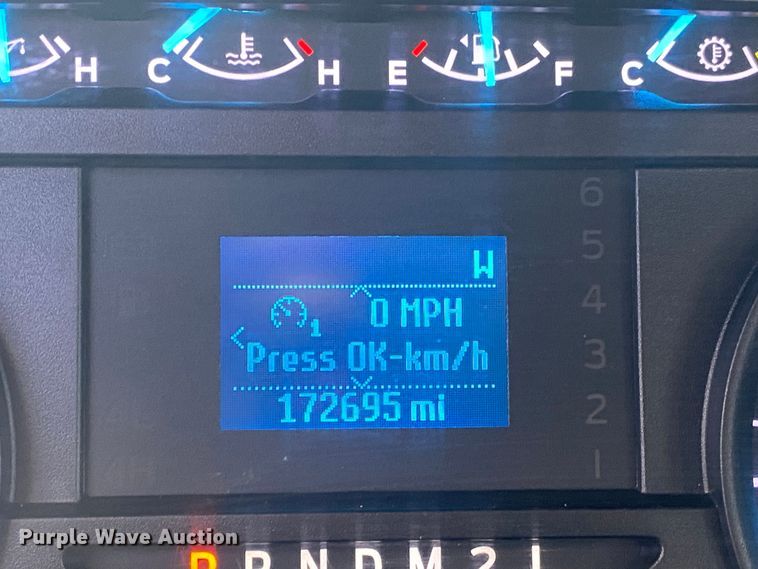 H C H E F C
6
W
5
0 MPH
4
1
Press OK-km/h
3
172695 mi
2
1
Purple Wave Auction
P R N D M 2 L